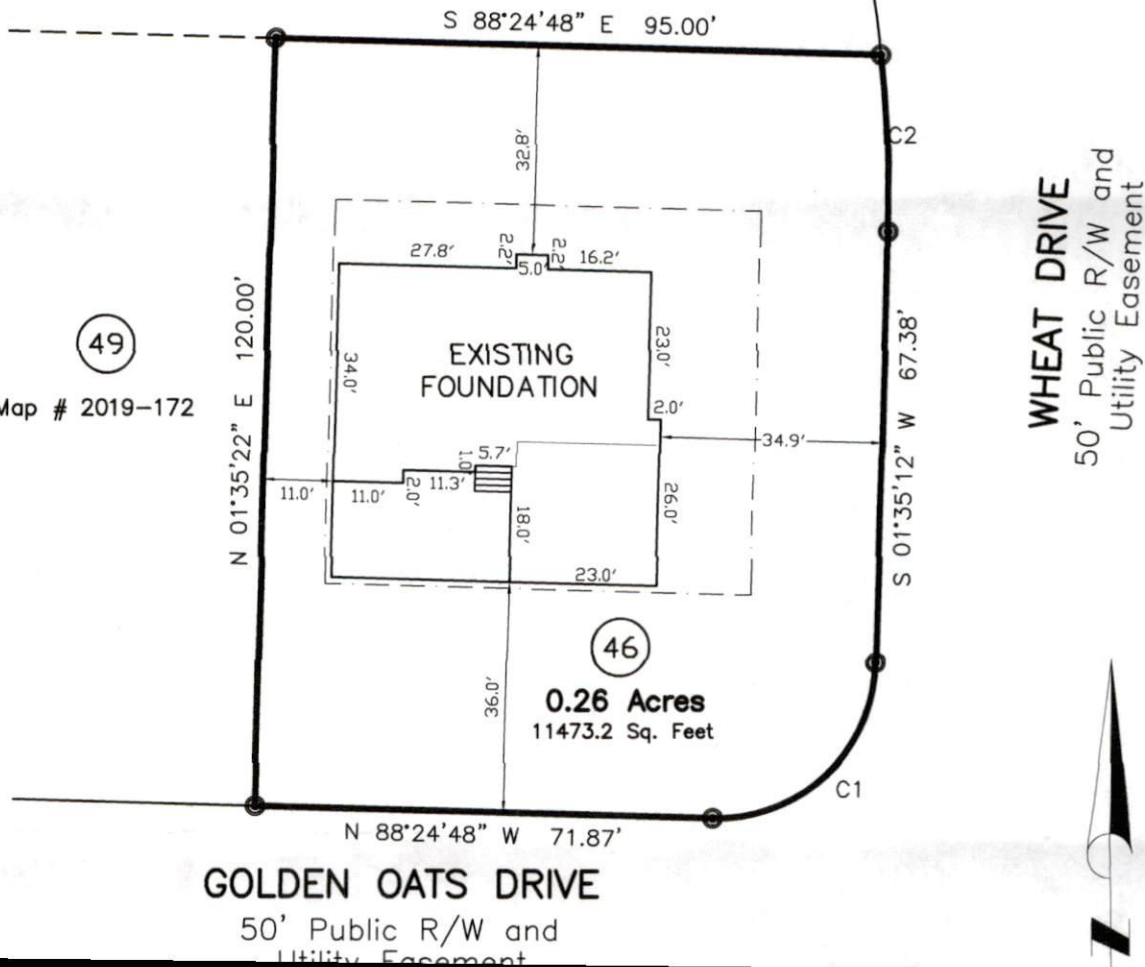 S 88°24'48" E 95.00'
C2
32.8'
WHEAT DRIVE
50' Public R/W and
Utility Easement
27.8'
2.2'
5.0'
2.2'
16.2'
N 01°35'22" E 120.00'
49
Map # 2019-172
34.0'
EXISTING
FOUNDATION
23.0'
2.0'
34.9'
S 01°35'12" W 67.38'
5.7'
1.0'
11.0'
11.0'
2.0'
11.3'
18.0'
26.0'
23.0'
36.0'
46
0.26 Acres
11473.2 Sq. Feet
C1
N 88°24'48" W 71.87'
GOLDEN OATS DRIVE
50' Public R/W and
Utility Easement